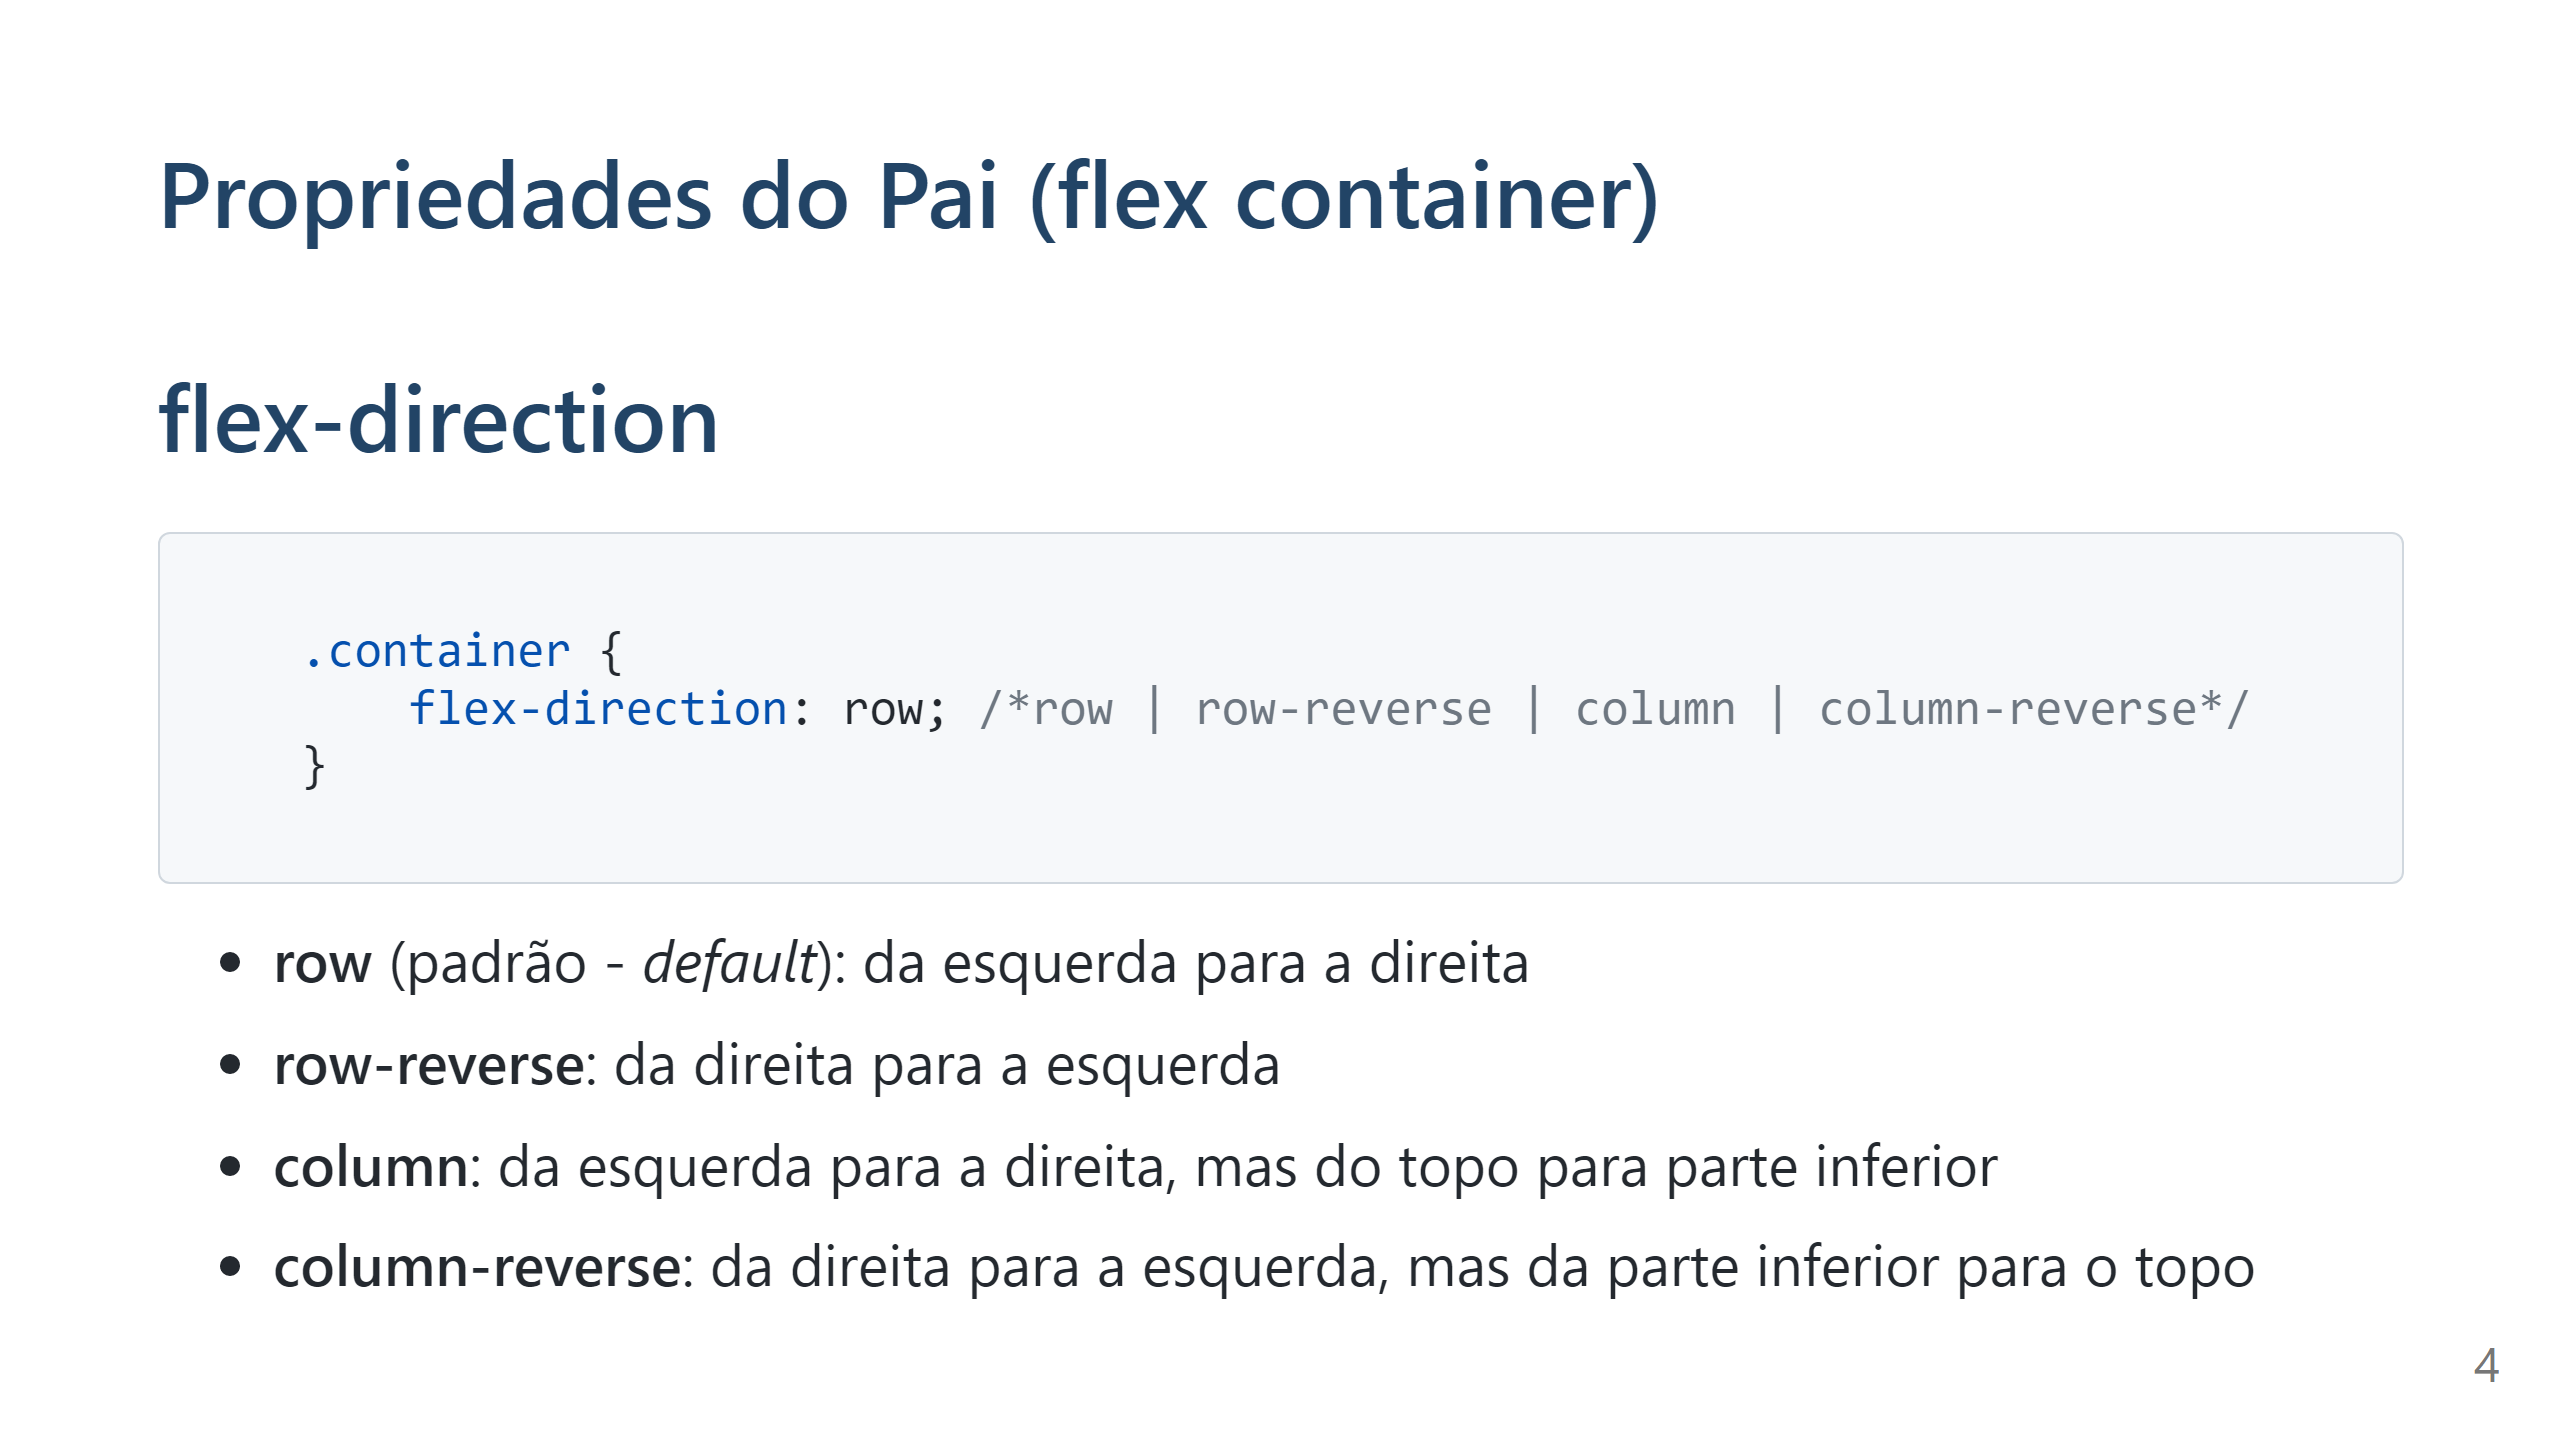 Propriedades do Pai (flex container)
flex-direction
.container {
    flex-direction: row; /*row | row-reverse | column | column-reverse*/
}
• row (padrão - default): da esquerda para a direita
• row-reverse: da direita para a esquerda
• column: da esquerda para a direita, mas do topo para parte inferior
• column-reverse: da direita para a esquerda, mas da parte inferior para o topo
4